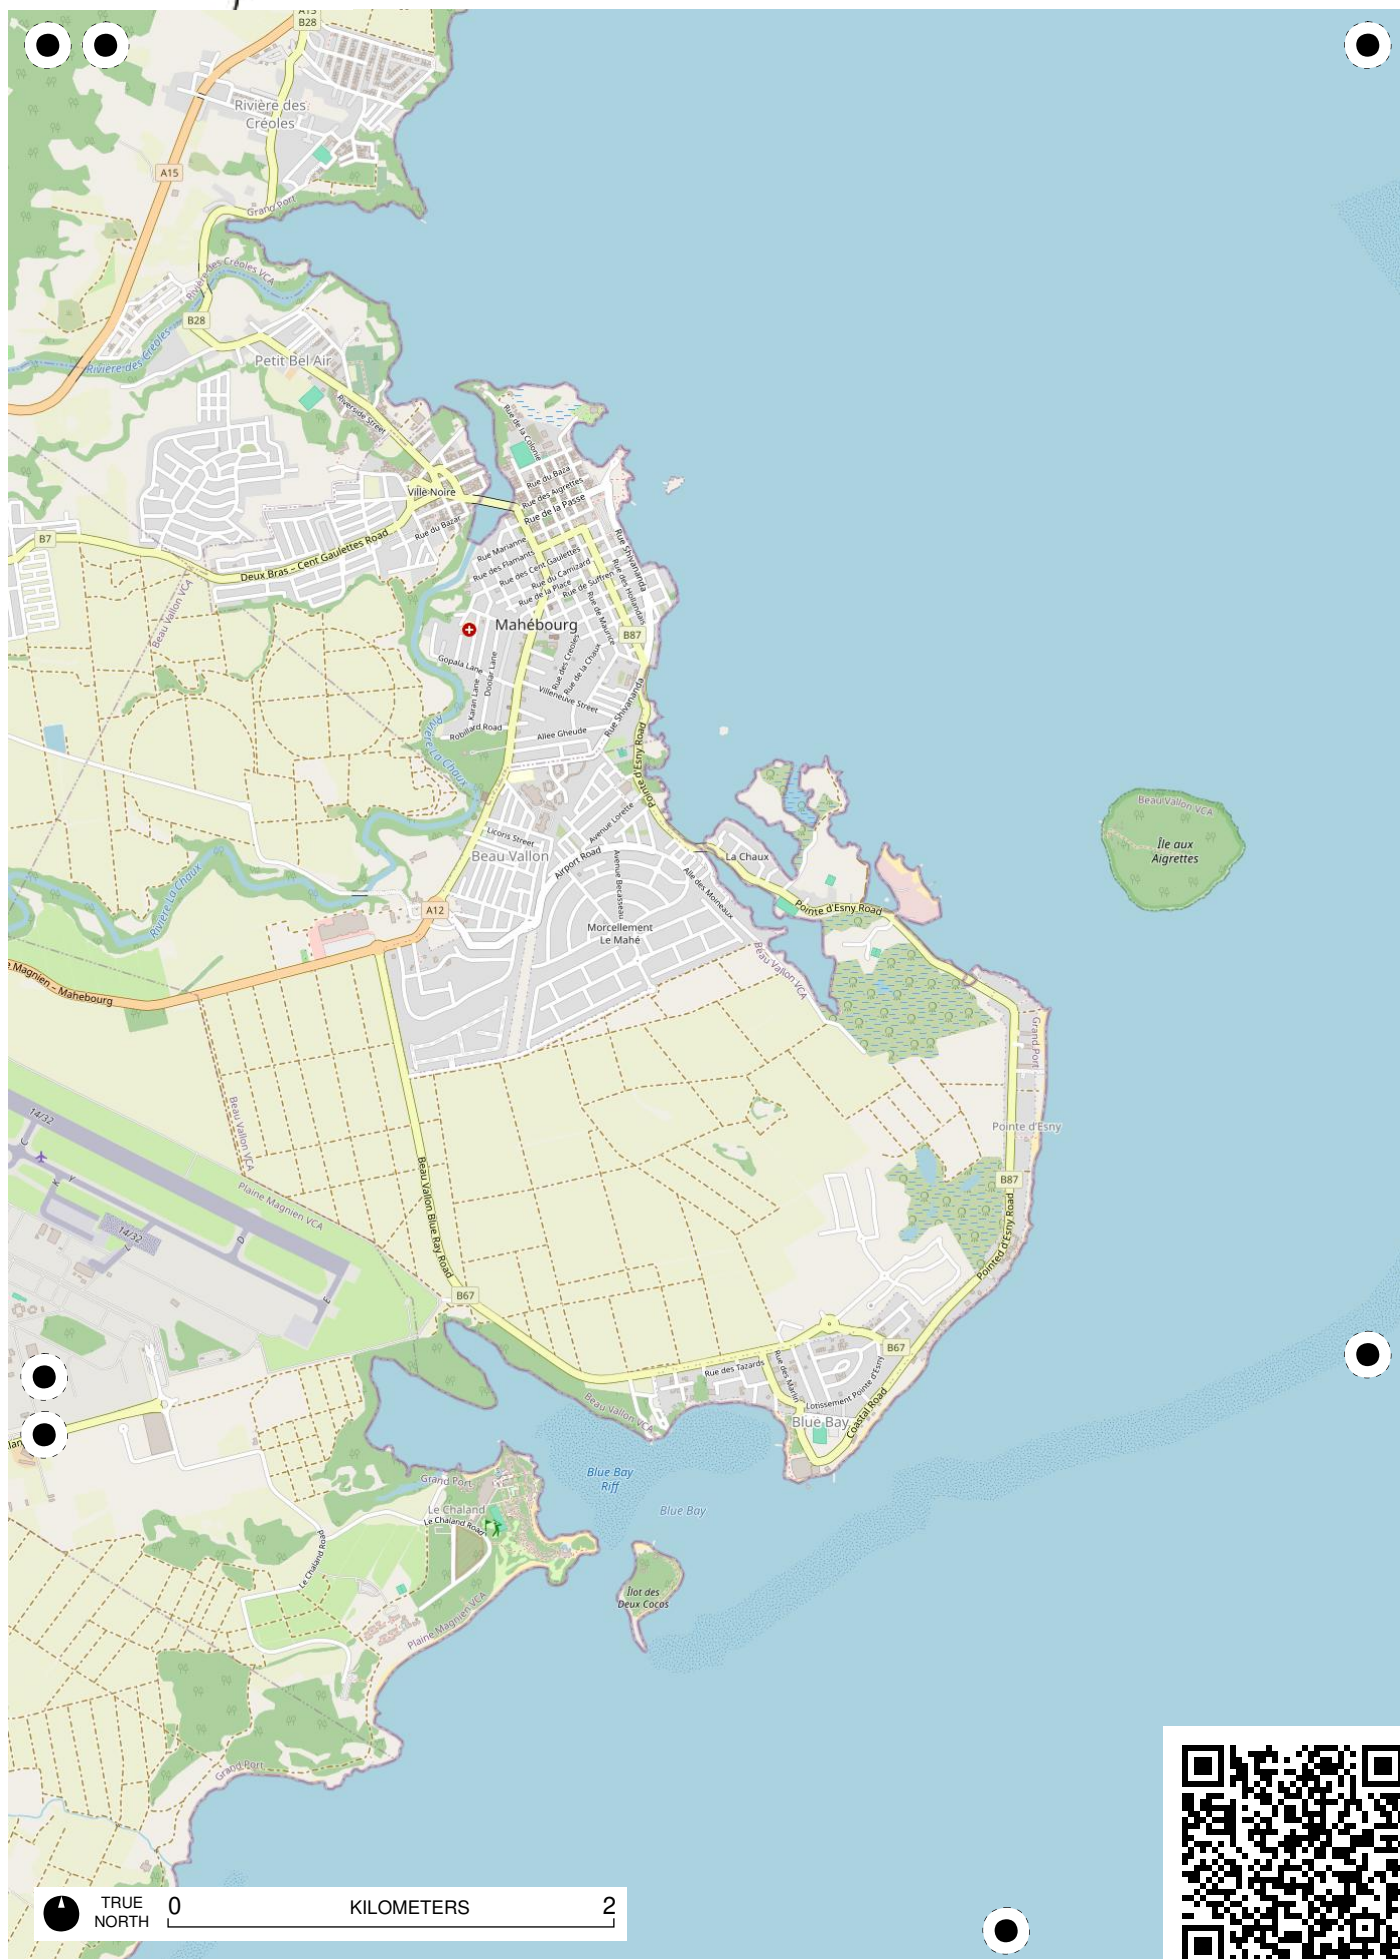 A13
B28
Rivière des
Créoles
A15
Grand Port
Rivière des Créoles VCA
B28
Rivière des Créoles
Petit Bel Air
Riverside Street
Rue de la Colonie
Ville Noire
Rue du Baza
Rue des Aigrettes
Rue de la Passe
Rue du Bazar
B7
Deux Bras – Cent Gaulettes Road
Rue Marianne
Rue des Flamants
Rue des Cent Gaulettes
Rue du Camizard
Rue de la Place
Rue de Suffren
Rue Shivananda
Rue des Hollandais
Rue de Maurice
Beau Vallon VCA
Mahébourg
B87
Gopala Lane
Doolar Lane
Karan Lane
Rue des Créoles
Rue de la Chaux
Villeneuve Street
Rue Shivananda
Robillard Road
Allee Gheude
Rivière La Chaux
Pointe d'Esny Road
Beau Vallon VCA
Île aux
Aigrettes
Licoris Street
Avenue Lorette
Beau Vallon
Airport Road
Avenue Becasseau
La Chaux
Alle des Moineaux
Rivière La Chaux
A12
Pointe d'Esny Road
Morcellement
Le Mahé
Beau Vallon VCA
e Magnien – Mahebourg
Grand Port
14/32
Beau Vallon VCA
Pointe d'Esny
C
K
Y
Beau Vallon Blue Ray Road
B87
Plaine Magnien VCA
14/32
D
Z
Pointed d'Esny Road
E
B67
B67
Rue des Tazards
Rue des Marlin
Lotissement Pointe d'Esny
Beau Vallon VCA
Coastal Road
Blue Bay
Blue Bay
Riff
Grand Port
Le Chaland
Le Chaland Road
Blue Bay
Le Chaland Road
Îlot des
Deux Cocos
Plaine Magnien VCA
Grand Port
TRUE
NORTH
0 KILOMETERS 2